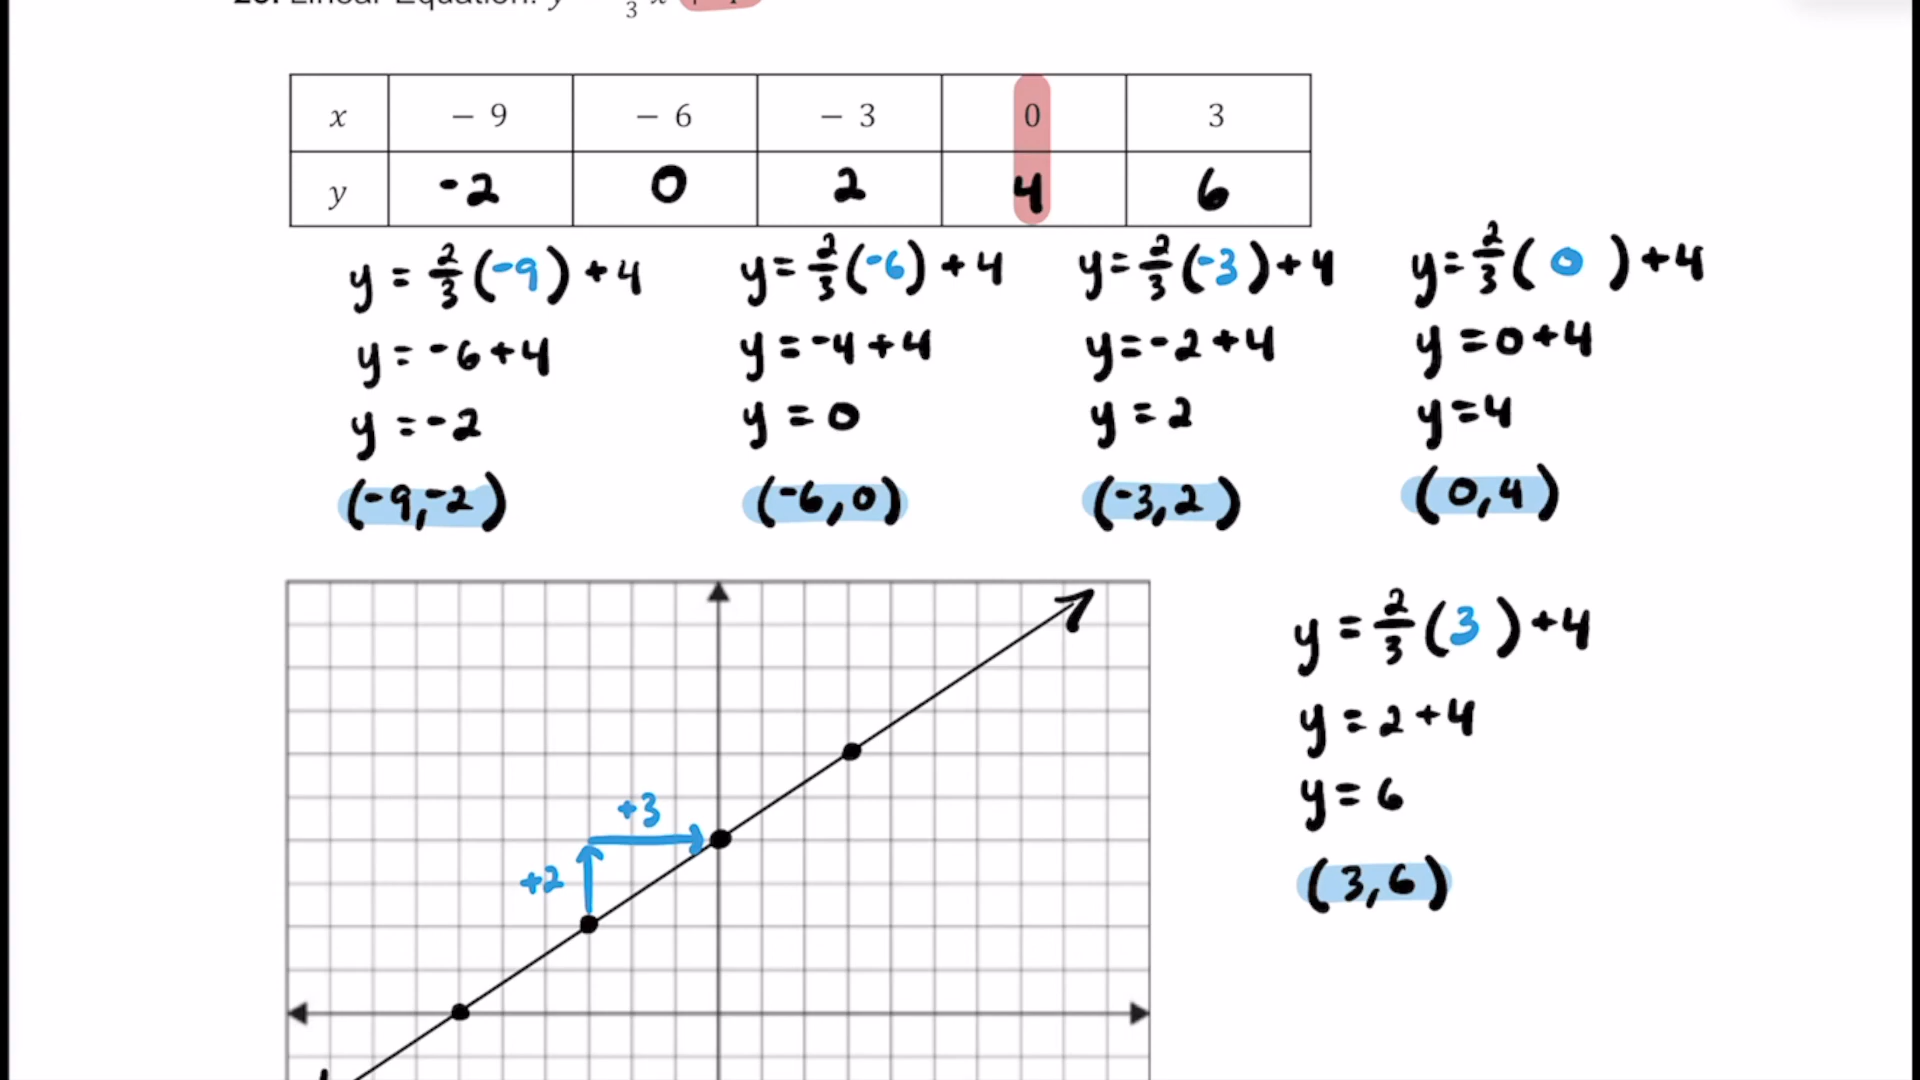 x − 9 − 6 − 3 0 3
y -2 0 2 4 6
y = 2/3 (-9) + 4 y = 2/3 (-6) + 4 y = 2/3 (-3) + 4 y = 2/3 ( 0 ) + 4
y = -6 + 4 y = -4 + 4 y = -2 + 4 y = 0 + 4
y = -2 y = 0 y = 2 y = 4
(-9,-2) (-6,0) (-3,2) (0,4)
y = 2/3 (3) + 4
y = 2 + 4
y = 6
(3,6)
+3
+2